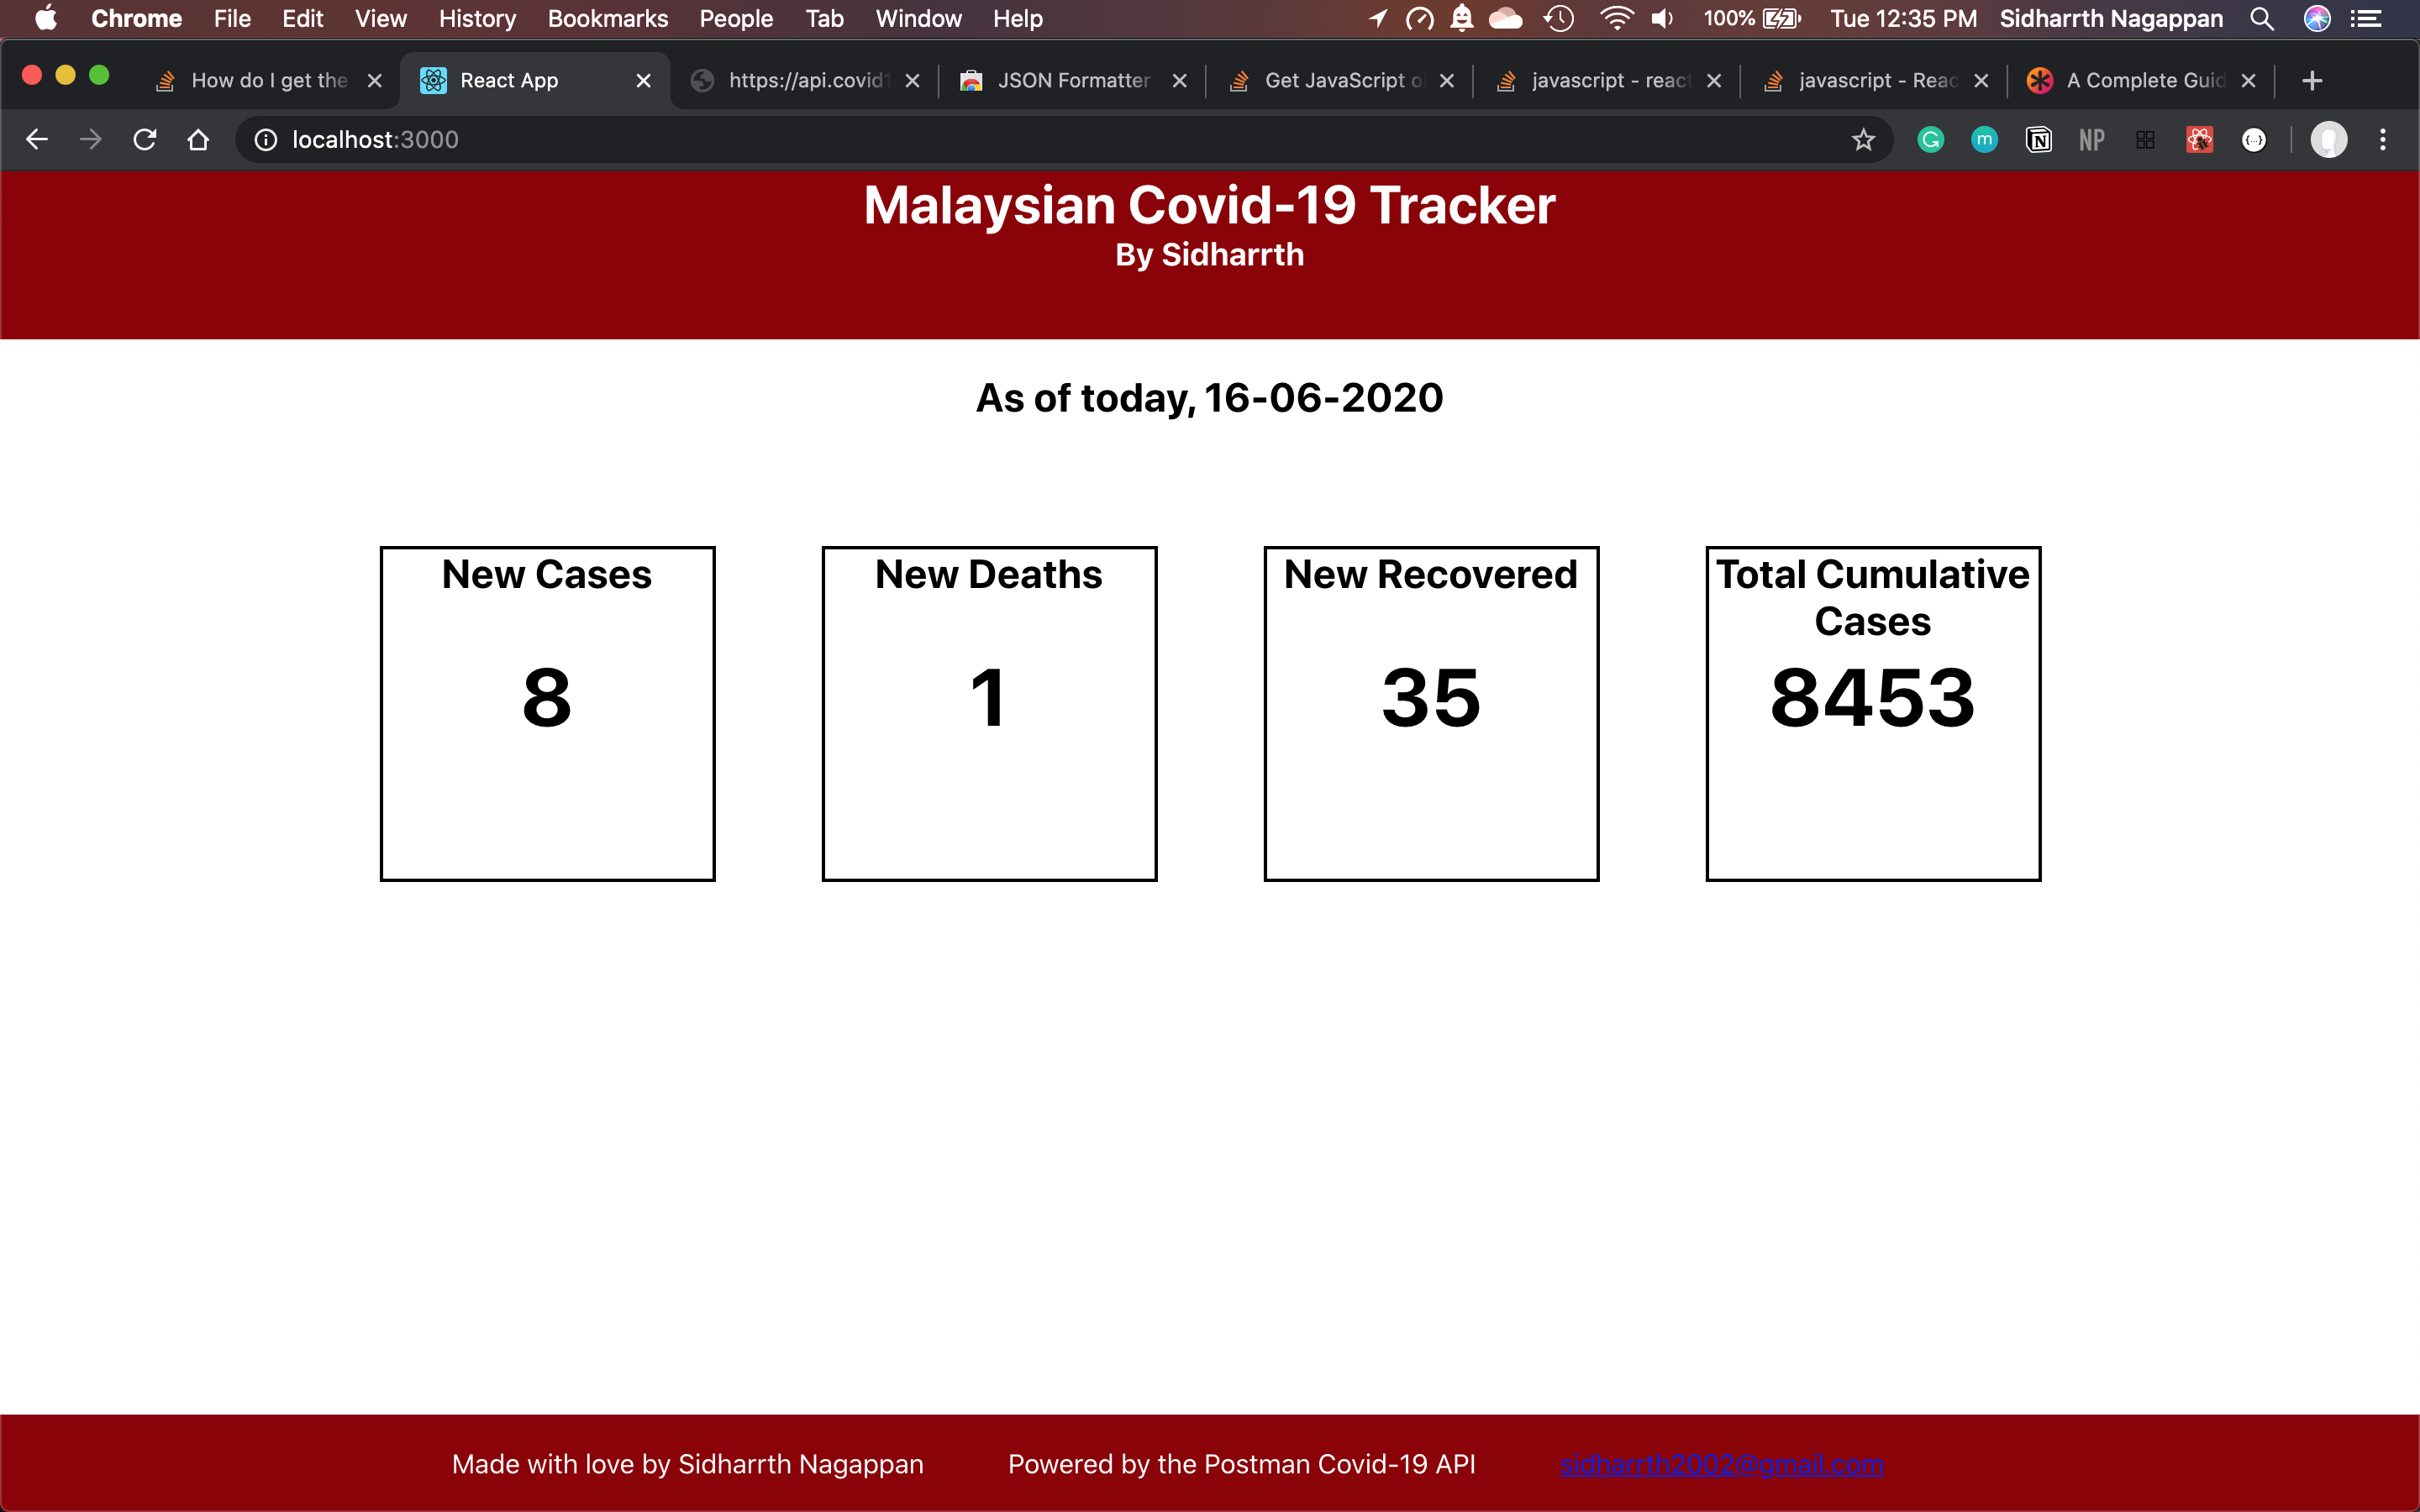 Chrome File Edit View History Bookmarks People Tab Window Help 100% Tue 12:35 PM Sidharrth Nagappan
How do I get the React App https://api.covid1 JSON Formatter Get JavaScript o javascript - react javascript - Reac A Complete Guid
localhost:3000 NP
Malaysian Covid-19 Tracker
By Sidharrth
As of today, 16-06-2020
New Cases
8
New Deaths
1
New Recovered
35
Total Cumulative
Cases
8453
Made with love by Sidharrth Nagappan Powered by the Postman Covid-19 API sidharrth2002@gmail.com